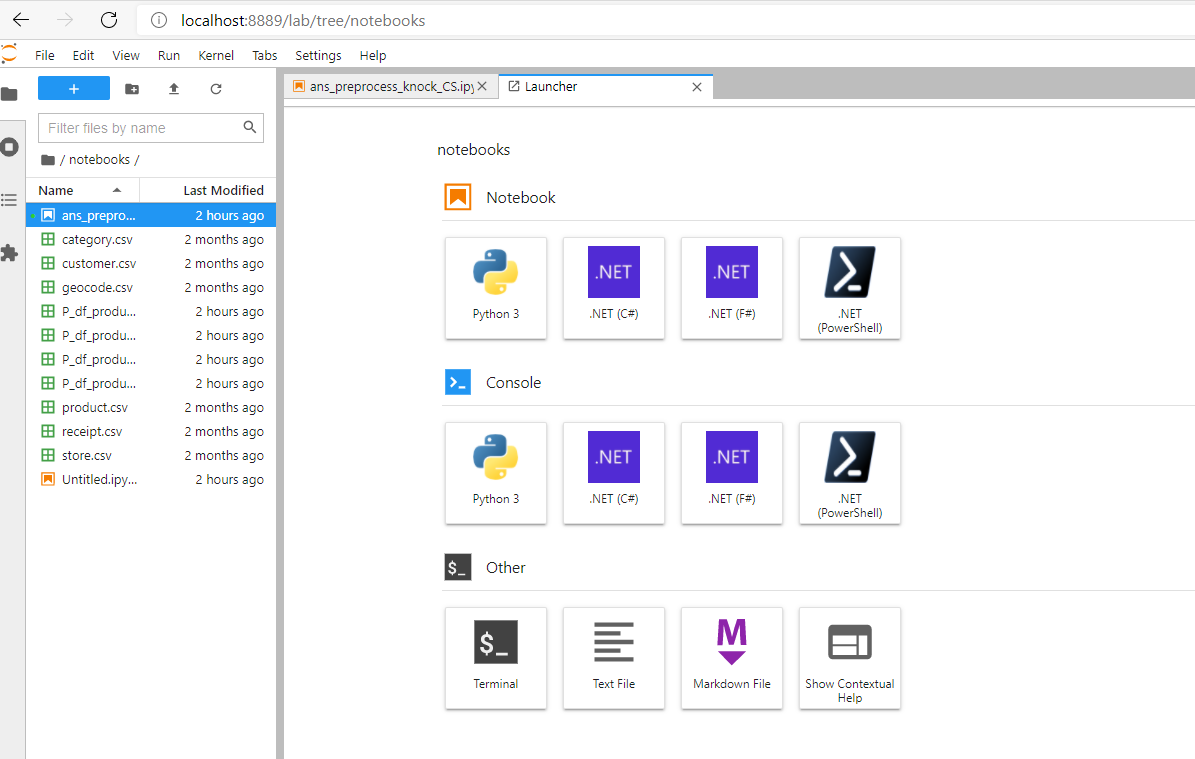 localhost:8889/lab/tree/notebooks
File Edit View Run Kernel Tabs Settings Help
ans_preprocess_knock_CS.ipy
Launcher
Filter files by name
/ notebooks /
Name Last Modified
ans_prepro... 2 hours ago
category.csv 2 months ago
customer.csv 2 months ago
geocode.csv 2 months ago
P_df_produ... 2 hours ago
P_df_produ... 2 hours ago
P_df_produ... 2 hours ago
P_df_produ... 2 hours ago
product.csv 2 months ago
receipt.csv 2 months ago
store.csv 2 months ago
Untitled.ipy... 2 hours ago
notebooks
Notebook
.NET .NET
Python 3 .NET (C#) .NET (F#) .NET
(PowerShell)
Console
.NET .NET
Python 3 .NET (C#) .NET (F#) .NET
(PowerShell)
$_ Other
$_ M
Terminal Text File Markdown File Show Contextual
Help